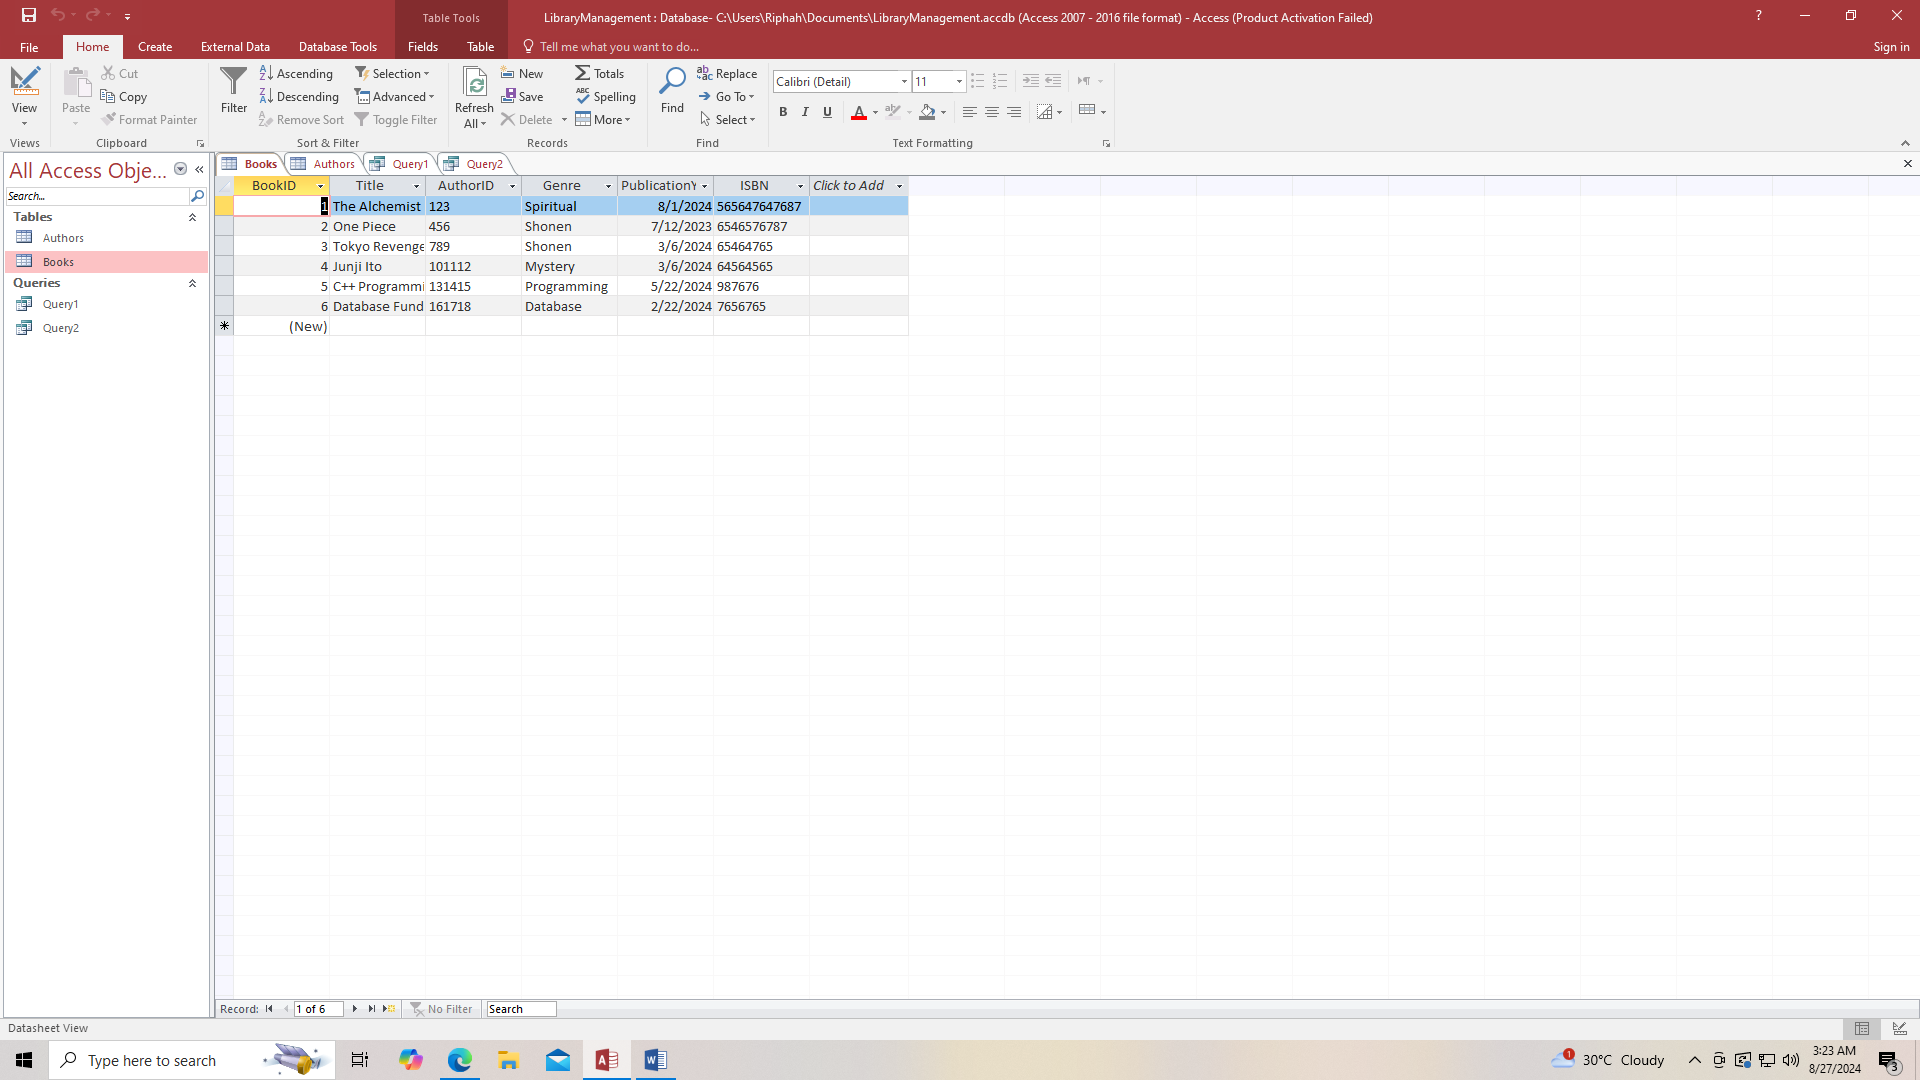 Table Tools
LibraryManagement : Database- C:\Users\Riphah\Documents\LibraryManagement.accdb (Access 2007 - 2016 file format) - Access (Product Activation Failed)
?
File Home Create External Data Database Tools Fields Table Tell me what you want to do... Sign in
View
Views
Paste
Cut
Copy
Format Painter
Clipboard
Filter
Ascending
Descending
Remove Sort
Selection
Advanced
Toggle Filter
Sort & Filter
Refresh
All
New
Save
Delete
Totals
Spelling
More
Records
Find
Replace
Go To
Select
Find
Calibri (Detail) 11
B I U A
Text Formatting
All Access Obje...
Search...
Tables
Authors
Books
Queries
Query1
Query2
Books Authors Query1 Query2
BookID Title AuthorID Genre PublicationY ISBN Click to Add
1 The Alchemist 123 Spiritual 8/1/2024 565647647687
2 One Piece 456 Shonen 7/12/2023 6546576787
3 Tokyo Revenge 789 Shonen 3/6/2024 65464765
4 Junji Ito 101112 Mystery 3/6/2024 64564565
5 C++ Programmi 131415 Programming 5/22/2024 987676
6 Database Fund 161718 Database 2/22/2024 7656765
* (New)
Record: 1 of 6 No Filter Search
Datasheet View
Type here to search
1
30°C Cloudy
3:23 AM
8/27/2024
3